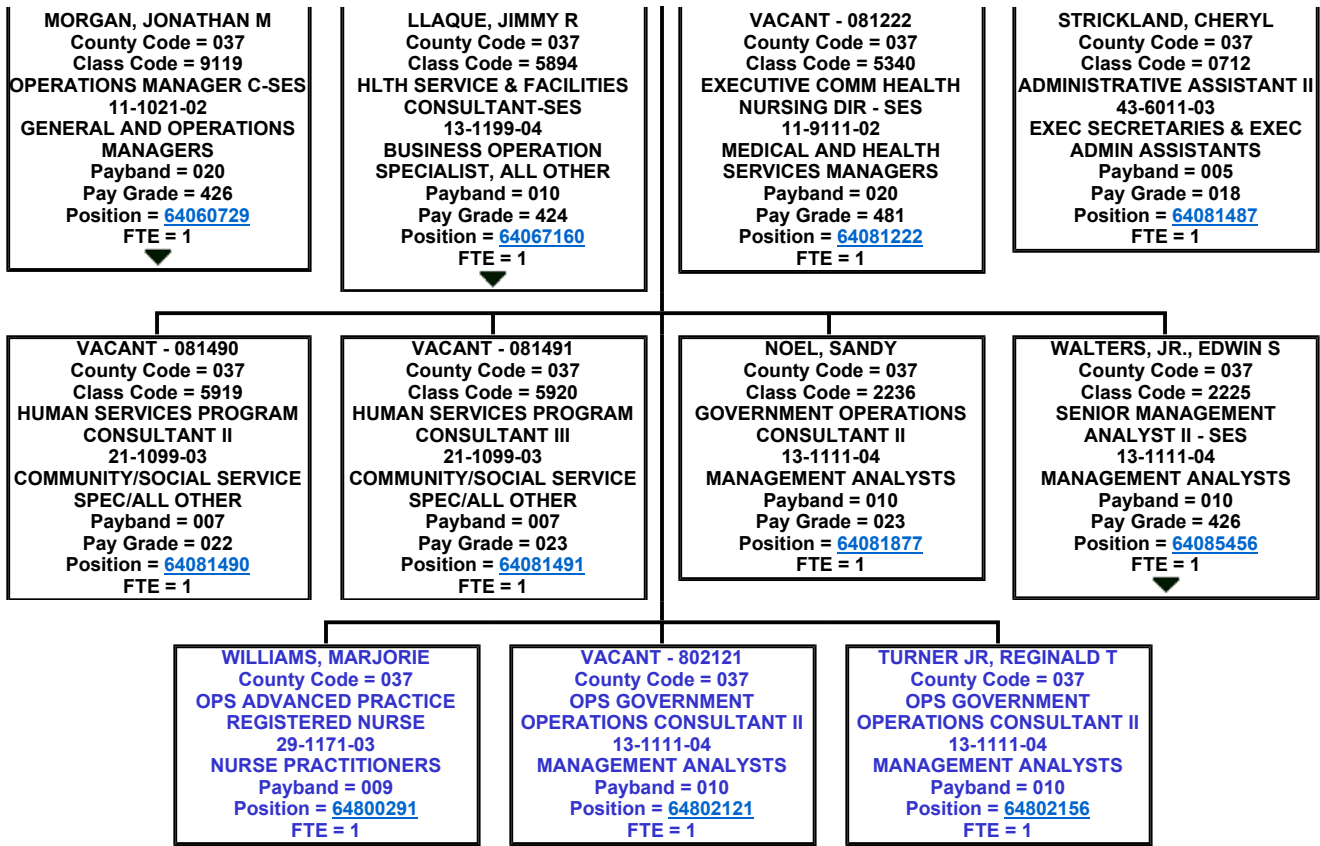 MORGAN, JONATHAN M
County Code = 037
Class Code = 9119
OPERATIONS MANAGER C-SES
11-1021-02
GENERAL AND OPERATIONS
MANAGERS
Payband = 020
Pay Grade = 426
Position = 64060729
FTE = 1
LLAQUE, JIMMY R
County Code = 037
Class Code = 5894
HLTH SERVICE & FACILITIES
CONSULTANT-SES
13-1199-04
BUSINESS OPERATION
SPECIALIST, ALL OTHER
Payband = 010
Pay Grade = 424
Position = 64067160
FTE = 1
VACANT - 081222
County Code = 037
Class Code = 5340
EXECUTIVE COMM HEALTH
NURSING DIR - SES
11-9111-02
MEDICAL AND HEALTH
SERVICES MANAGERS
Payband = 020
Pay Grade = 481
Position = 64081222
FTE = 1
STRICKLAND, CHERYL
County Code = 037
Class Code = 0712
ADMINISTRATIVE ASSISTANT II
43-6011-03
EXEC SECRETARIES & EXEC
ADMIN ASSISTANTS
Payband = 005
Pay Grade = 018
Position = 64081487
FTE = 1
VACANT - 081490
County Code = 037
Class Code = 5919
HUMAN SERVICES PROGRAM
CONSULTANT II
21-1099-03
COMMUNITY/SOCIAL SERVICE
SPEC/ALL OTHER
Payband = 007
Pay Grade = 022
Position = 64081490
FTE = 1
VACANT - 081491
County Code = 037
Class Code = 5920
HUMAN SERVICES PROGRAM
CONSULTANT III
21-1099-03
COMMUNITY/SOCIAL SERVICE
SPEC/ALL OTHER
Payband = 007
Pay Grade = 023
Position = 64081491
FTE = 1
NOEL, SANDY
County Code = 037
Class Code = 2236
GOVERNMENT OPERATIONS
CONSULTANT II
13-1111-04
MANAGEMENT ANALYSTS
Payband = 010
Pay Grade = 023
Position = 64081877
FTE = 1
WALTERS, JR., EDWIN S
County Code = 037
Class Code = 2225
SENIOR MANAGEMENT
ANALYST II - SES
13-1111-04
MANAGEMENT ANALYSTS
Payband = 010
Pay Grade = 426
Position = 64085456
FTE = 1
WILLIAMS, MARJORIE
County Code = 037
OPS ADVANCED PRACTICE
REGISTERED NURSE
29-1171-03
NURSE PRACTITIONERS
Payband = 009
Position = 64800291
FTE = 1
VACANT - 802121
County Code = 037
OPS GOVERNMENT
OPERATIONS CONSULTANT II
13-1111-04
MANAGEMENT ANALYSTS
Payband = 010
Position = 64802121
FTE = 1
TURNER JR, REGINALD T
County Code = 037
OPS GOVERNMENT
OPERATIONS CONSULTANT II
13-1111-04
MANAGEMENT ANALYSTS
Payband = 010
Position = 64802156
FTE = 1